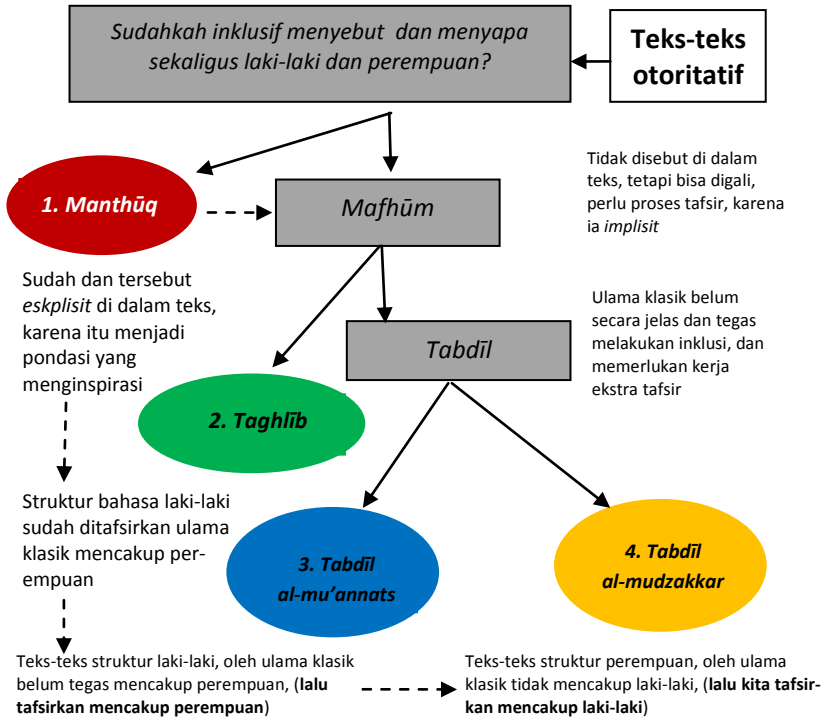 Sudahkah inklusif menyebut dan menyapa
sekaligus laki-laki dan perempuan?
Teks-teks
otoritatif
1. Manthūq
Mafhūm
Tidak disebut di dalam
teks, tetapi bisa digali,
perlu proses tafsir, karena
ia implisit
Sudah dan tersebut
eskplisit di dalam teks,
karena itu menjadi
pondasi yang
menginspirasi
Tabdīl
Ulama klasik belum
secara jelas dan tegas
melakukan inklusi, dan
memerlukan kerja
ekstra tafsir
2. Taghlīb
Struktur bahasa laki-laki
sudah ditafsirkan ulama
klasik mencakup per-
empuan
3. Tabdīl
al-mu’annats
4. Tabdīl
al-mudzakkar
Teks-teks struktur laki-laki, oleh ulama klasik
belum tegas mencakup perempuan, (lalu
tafsirkan mencakup perempuan)
Teks-teks struktur perempuan, oleh ulama
klasik tidak mencakup laki-laki, (lalu kita tafsir-
kan mencakup laki-laki)